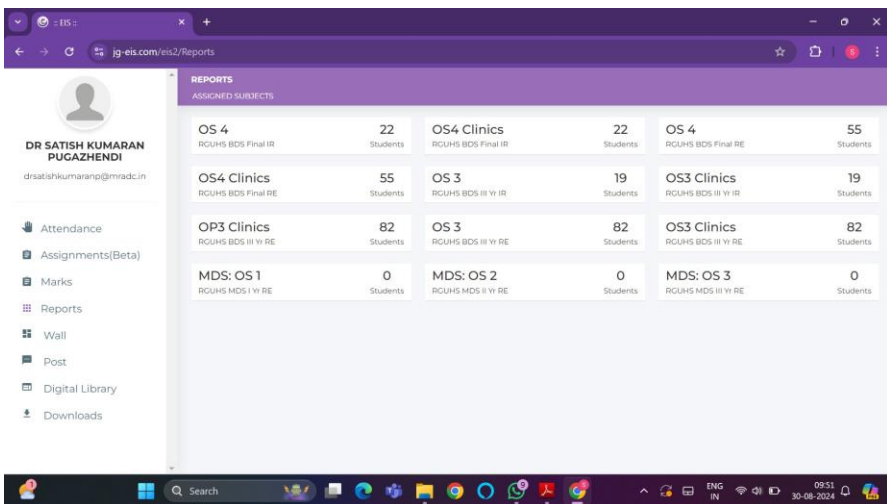 :: EIS ::
jg-eis.com/eis2/Reports
S
DR SATISH KUMARAN
PUGAZHENDI
drsatishkumaranp@mradc.in
Attendance
Assignments(Beta)
Marks
Reports
Wall
Post
Digital Library
Downloads
REPORTS
ASSIGNED SUBJECTS
OS 4 22
RGUHS BDS Final IR Students
OS4 Clinics 22
RGUHS BDS Final IR Students
OS 4 55
RGUHS BDS Final RE Students
OS4 Clinics 55
RGUHS BDS Final RE Students
OS 3 19
RGUHS BDS III Yr IR Students
OS3 Clinics 19
RGUHS BDS III Yr IR Students
OP3 Clinics 82
RGUHS BDS III Yr RE Students
OS 3 82
RGUHS BDS III Yr RE Students
OS3 Clinics 82
RGUHS BDS III Yr RE Students
MDS: OS 1 0
RGUHS MDS I Yr RE Students
MDS: OS 2 0
RGUHS MDS II Yr RE Students
MDS: OS 3 0
RGUHS MDS III Yr RE Students
Search
ENG
IN
09:51
30-08-2024